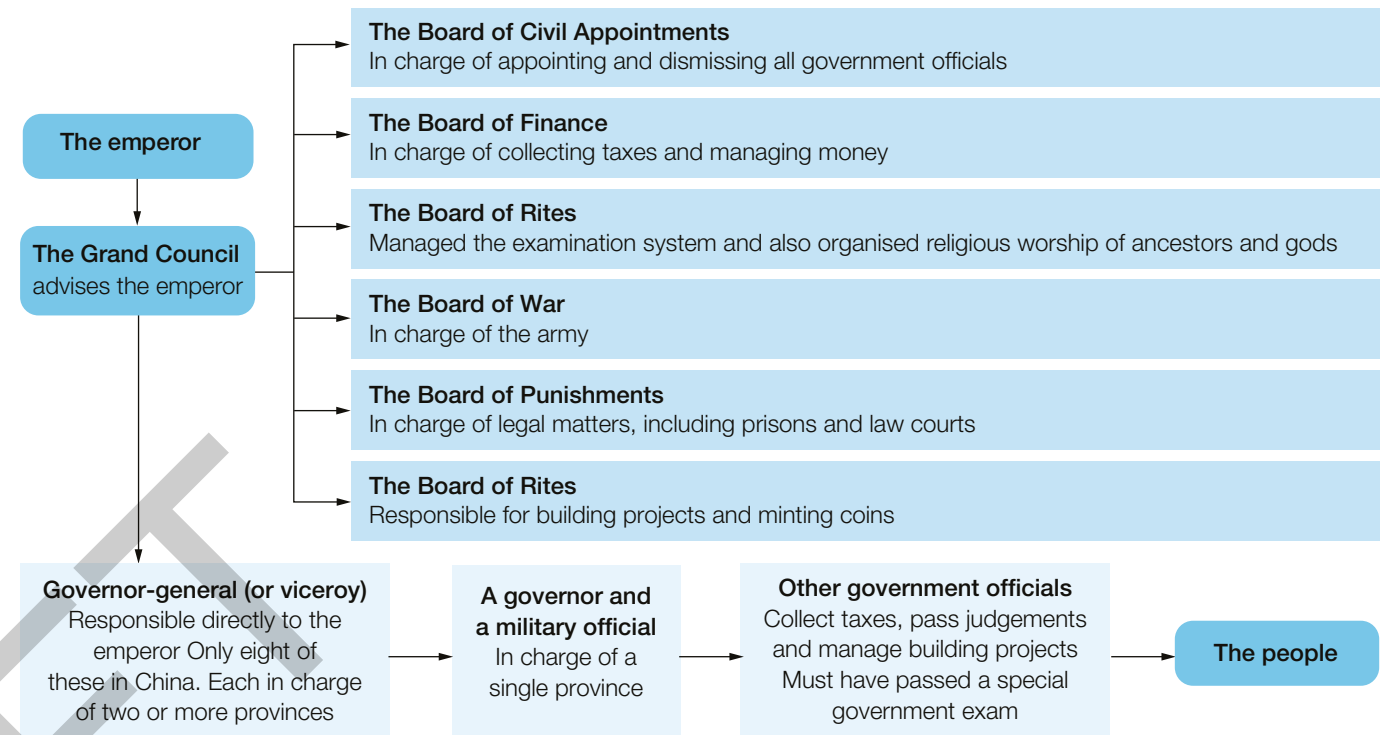 The emperor
The Grand Council
advises the emperor
The Board of Civil Appointments
In charge of appointing and dismissing all government officials
The Board of Finance
In charge of collecting taxes and managing money
The Board of Rites
Managed the examination system and also organised religious worship of ancestors and gods
The Board of War
In charge of the army
The Board of Punishments
In charge of legal matters, including prisons and law courts
The Board of Rites
Responsible for building projects and minting coins
Governor-general (or viceroy)
Responsible directly to the
emperor Only eight of
these in China. Each in charge
of two or more provinces
A governor and
a military official
In charge of a
single province
Other government officials
Collect taxes, pass judgements
and manage building projects
Must have passed a special
government exam
The people